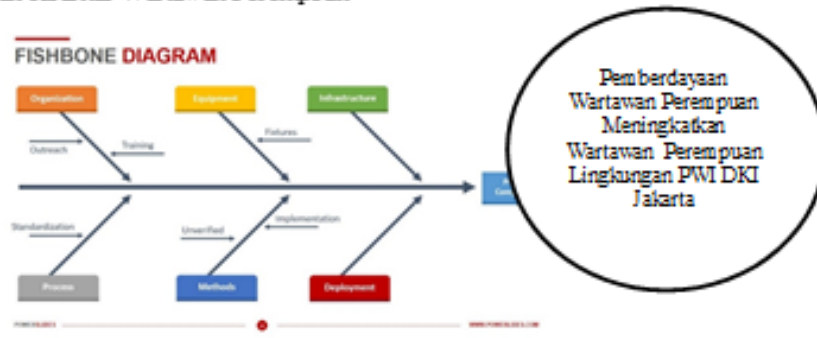 FISHBONE DIAGRAM
Organization
Equipment
Infrastructure
Outreach
Training
Fixtures
Standardization
Unverified
Implementation
Process
Methods
Deployment
Pemberdayaan
Wartawan Perempuan
Meningkatkan
Wartawan Perempuan
Lingkungan PWI DKI
Jakarta